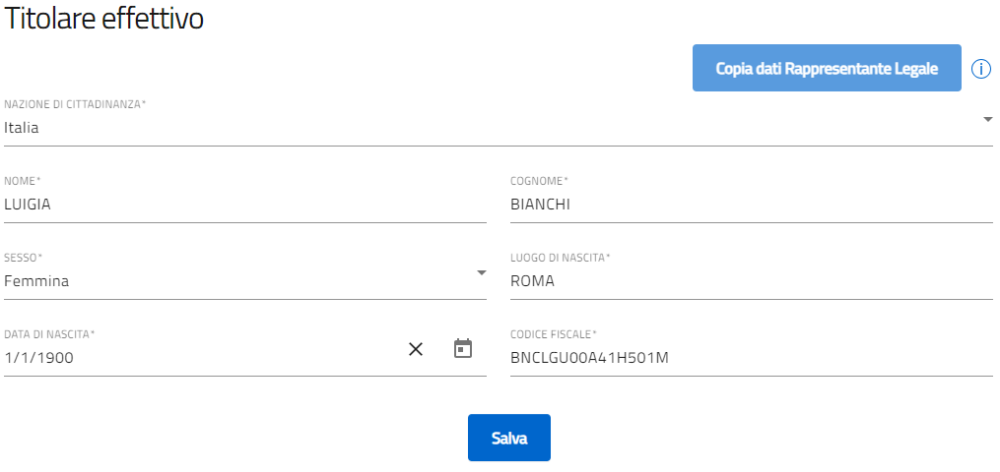 Titolare effettivo
Copia dati Rappresentante Legale
NAZIONE DI CITTADINANZA*
Italia
NOME*
LUIGIA
COGNOME*
BIANCHI
SESSO*
Femmina
LUOGO DI NASCITA*
ROMA
DATA DI NASCITA*
1/1/1900
CODICE FISCALE*
BNCLGU00A41H501M
Salva